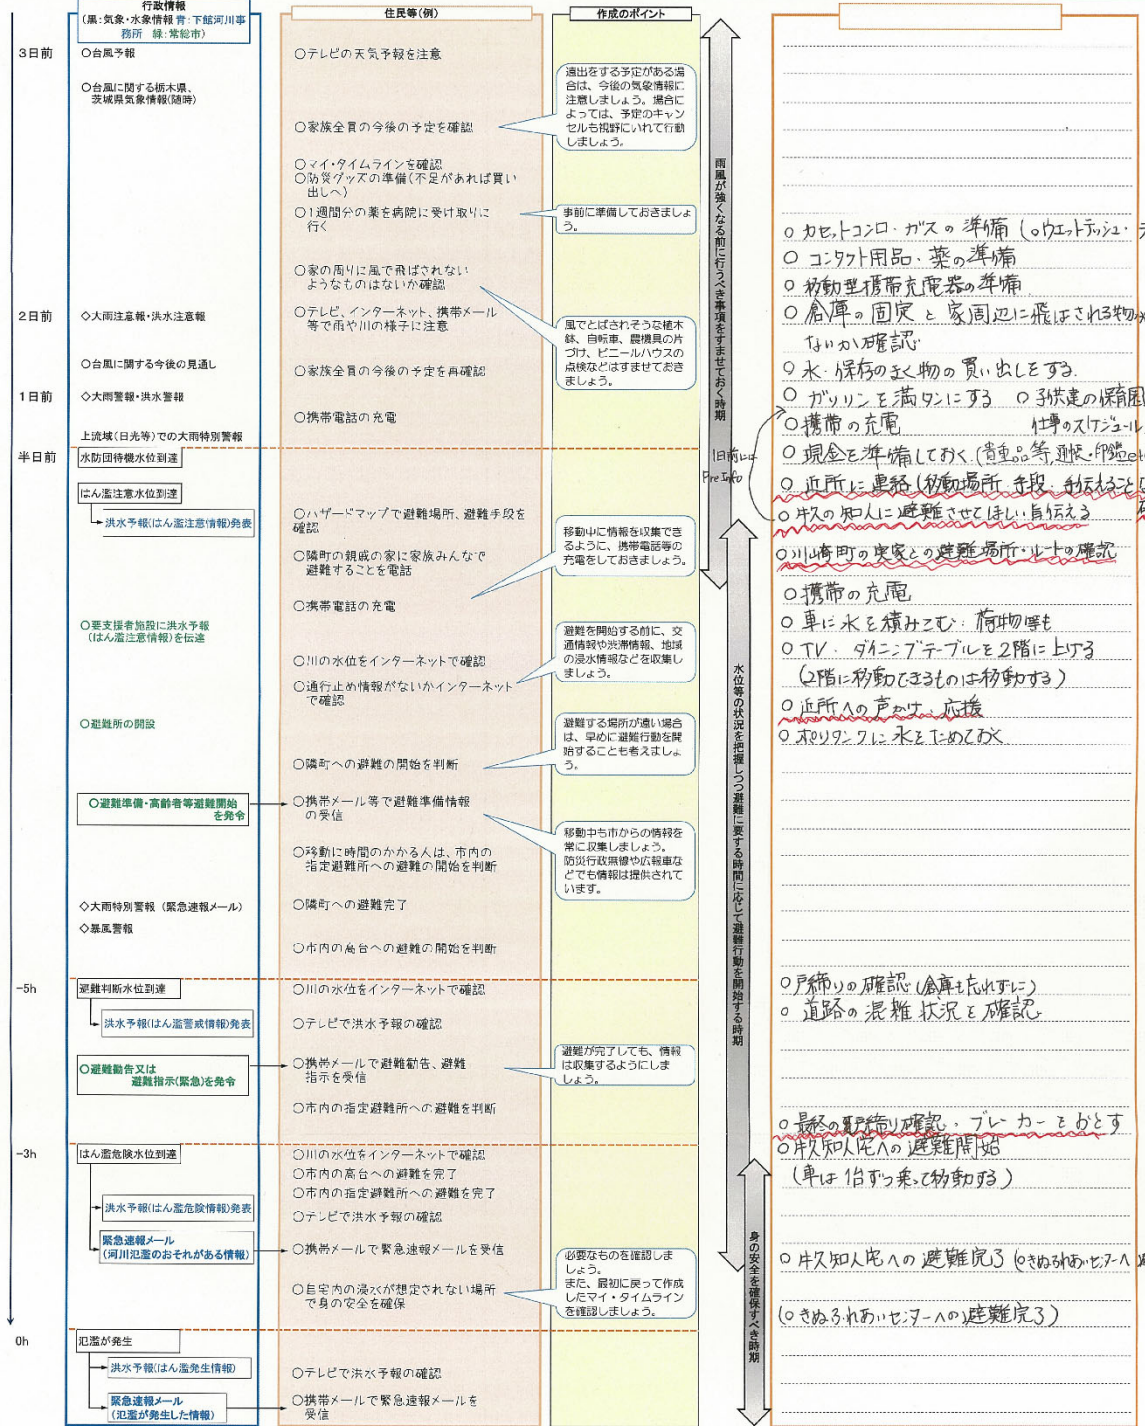 行政情報
(黒:気象・水象情報 青:下館河川事
務所 緑:常総市)
3日前
○台風予報
○台風に関する栃木県、
茨城県気象情報(随時)
2日前
◇大雨注意報・洪水注意報
○台風に関する今後の見通し
1日前
◇大雨警報・洪水警報
上流域(日光等)での大雨特別警報
半日前
水防団待機水位到達
はん濫注意水位到達
洪水予報(はん濫注意情報)発表
○要支援者施設に洪水予報
(はん濫注意情報)を伝達
○避難所の開設
○避難準備・高齢者等避難開始
を発令
◇大雨特別警報 (緊急速報メール)
◇暴風警報
-5h
避難判断水位到達
洪水予報(はん濫警戒情報)発表
○避難勧告又は
避難指示(緊急)を発令
-3h
はん濫危険水位到達
洪水予報(はん濫危険情報)発表
緊急速報メール
(河川氾濫のおそれがある情報)
0h
氾濫が発生
洪水予報(はん濫発生情報)
緊急速報メール
(氾濫が発生した情報)
住民等(例)
○テレビの天気予報を注意
○家族全員の今後の予定を確認
○マイ・タイムラインを確認
○防災グッズの準備(不足があれば買い
出しへ)
○1週間分の薬を病院に受け取りに
行く
○家の周りに風で飛ばされない
ようなものはないか確認
○テレビ、インターネット、携帯メール
等で雨や川の様子に注意
○家族全員の今後の予定を再確認
○携帯電話の充電
○ハザードマップで避難場所、避難手段を
確認
○隣町の親戚の家に家族みんなで
避難することを電話
○携帯電話の充電
○川の水位をインターネットで確認
○通行止め情報がないかインターネット
で確認
○隣町への避難の開始を判断
○携帯メール等で避難準備情報
の受信
○移動に時間のかかる人は、市内の
指定避難所への避難の開始を判断
○隣町への避難完了
○市内の高台への避難の開始を判断
○川の水位をインターネットで確認
○テレビで洪水予報の確認
○携帯メールで避難勧告、避難
指示を受信
○市内の指定避難所への避難を判断
○川の水位をインターネットで確認
○市内の高台への避難を完了
○市内の指定避難所への避難を完了
○テレビで洪水予報の確認
○携帯メールで緊急速報メールを受信
○自宅内の浸水が想定されない場所
で身の安全を確保
○テレビで洪水予報の確認
○携帯メールで緊急速報メールを
受信
作成のポイント
遠出をする予定がある場
合は、今後の気象情報に
注意しましょう。場合に
よっては、予定のキャン
セルも視野にいれて行動
しましょう。
事前に準備しておきましょ
う。
風でとばされそうな植木
鉢、自転車、農機具の片
づけ、ビニールハウスの
点検などはすませておき
ましょう。
移動中に情報を収集でき
るように、携帯電話等の
充電をしておきましょう。
避難を開始する前に、交
通情報や渋滞情報、地域
の浸水情報などを収集し
ましょう。
避難する場所が遠い場合
は、早めに避難行動を開
始することも考えましょ
う。
移動中も市からの情報を
常に収集しましょう。
防災行政無線や広報車な
どでも情報は提供されて
います。
避難が完了しても、情報
は収集するようにしま
しょう。
必要なものを確認しま
しょう。
また、最初に戻って作成
したマイ・タイムライン
を確認しましょう。
雨風が強くなる前に行うべき事項をすませておく時期
水位等の状況を把握しつつ避難に要する時間に応じて避難行動を開始する時期
身の安全を確保すべき時期
1日前には
Pre Info
○ カセットコンロ・ガスの準備 (○ウエットティッシュ・
○ コンタクト用品・薬の準備
○ 移動型携帯充電器の準備
○ 倉庫の固定と家周辺に飛ばされる物が
ないか確認
○ 水・保存のきく物の買い出しをする
○ ガソリンを満タンにする ○子供達の保育園
○ 携帯の充電 仕事のスケジュール
○ 現金を準備しておく(貴重品等,通帳・印鑑etc
○ 近所に連絡(移動場所・手段・手伝えること
○ 牛久の知人に避難させてほしい旨伝える
○ 川崎町の実家との避難場所・ルートの確認
○ 携帯の充電
○ 車に水を積みこむ・荷物等も
○ TV・ダイニングテーブルを2階に上げる
(2階に移動できるものは移動する)
○ 近所への声かけ、応援
○ ポリタンクに水をためておく
○ 戸締りの確認(倉庫も忘れずに)
○ 道路の混雑状況を確認
○ 最終の戸締り確認・ブレーカーをおとす
○ 牛久知人宅への避難開始
(車は1台ずつ乗って移動する)
○ 牛久知人宅への避難完了 (○きぬふれあいセンターへ
(○きぬふれあいセンターへの避難完了)